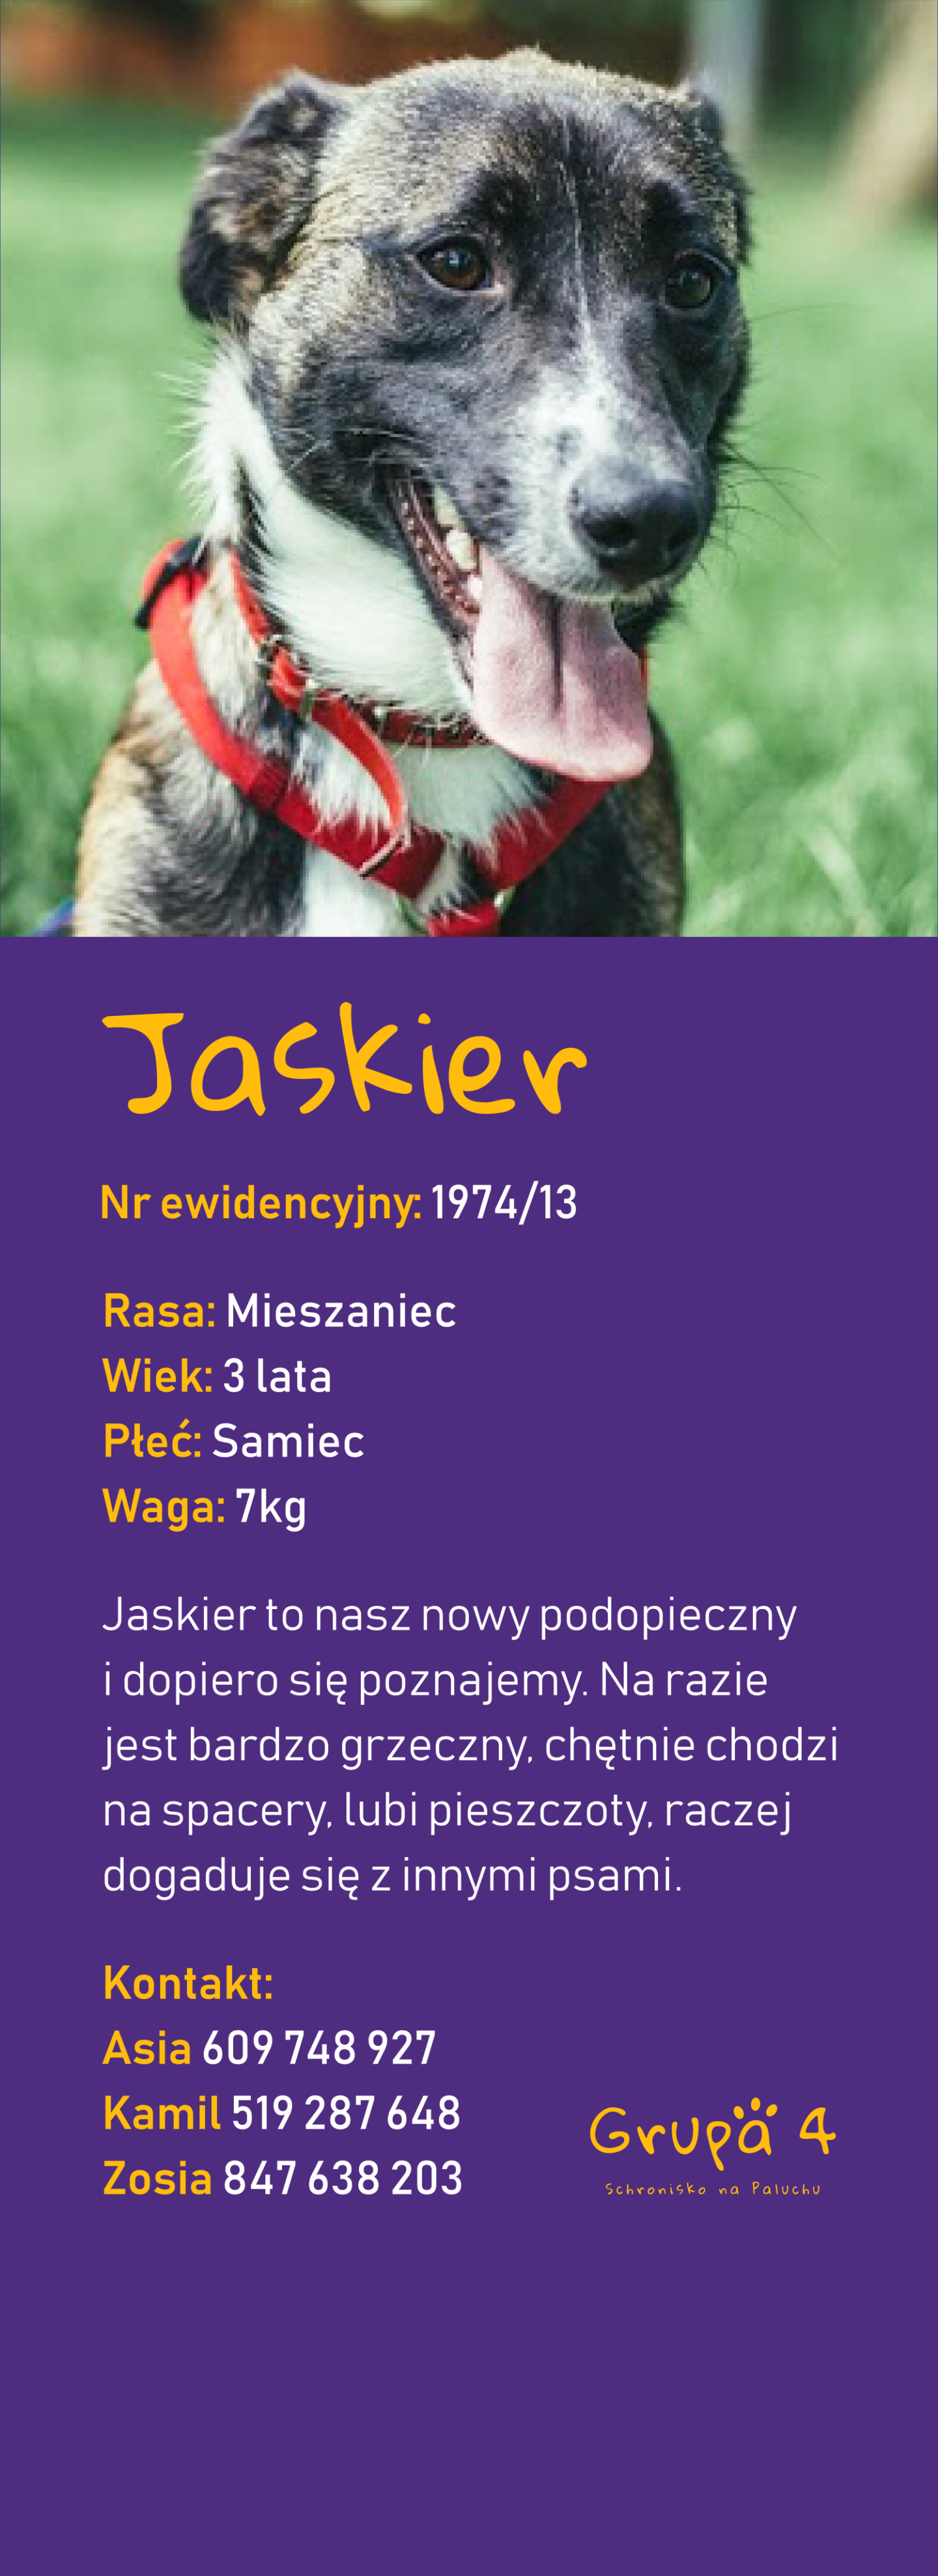 Jaskier
Nr ewidencyjny: 1974/13
Rasa: Mieszaniec
Wiek: 3 lata
Płeć: Samiec
Waga: 7kg
Jaskier to nasz nowy podopieczny
i dopiero się poznajemy. Na razie
jest bardzo grzeczny, chętnie chodzi
na spacery, lubi pieszczoty, raczej
dogaduje się z innymi psami.
Kontakt:
Asia 609 748 927
Kamil 519 287 648
Zosia 847 638 203
Grupa 4
Schronisko na Paluchu